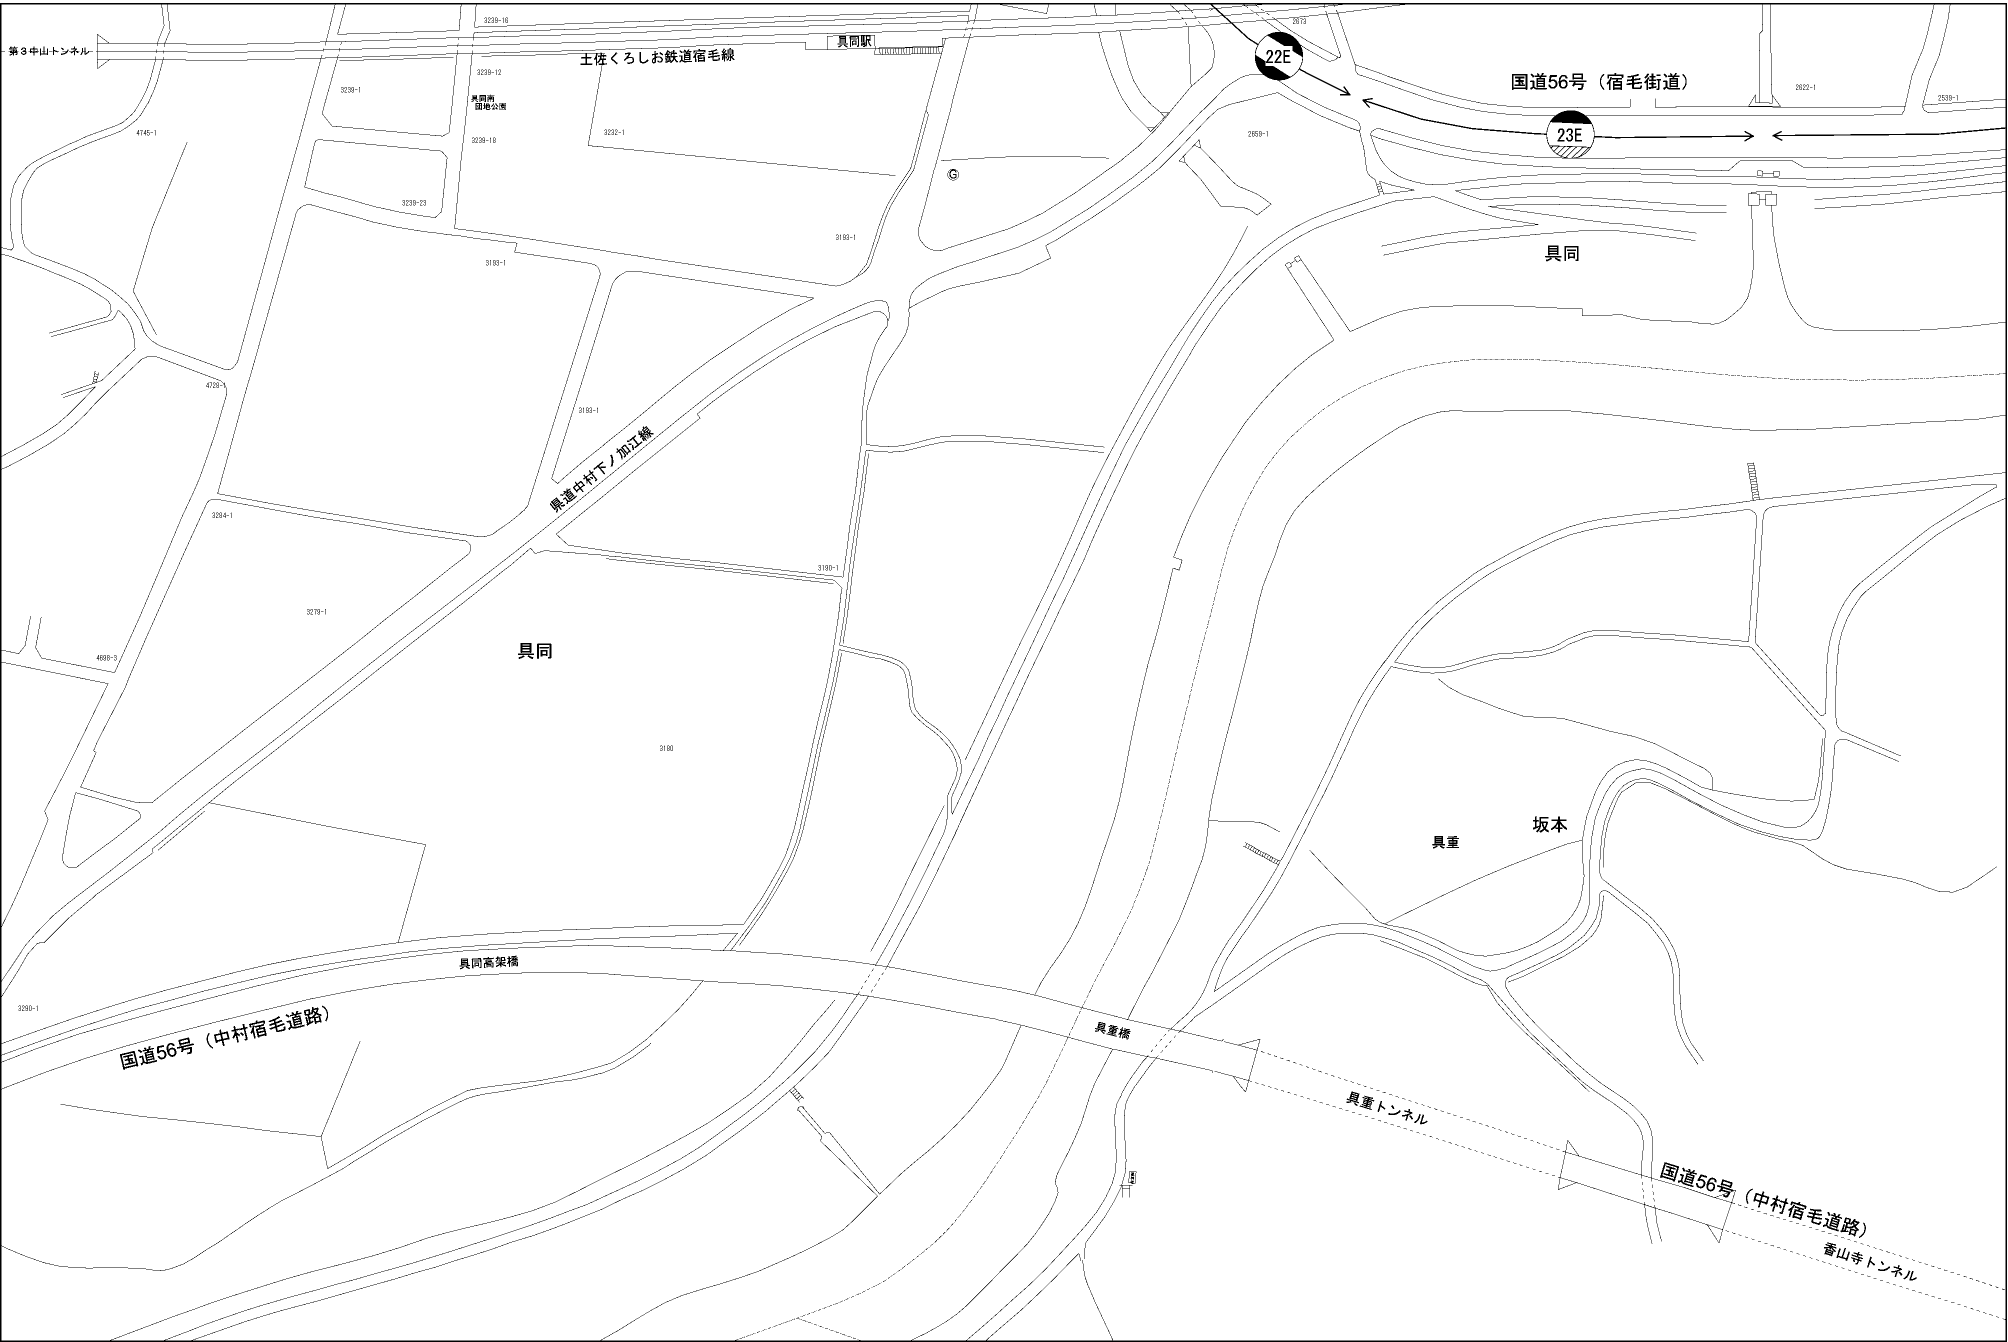 3239-16
2673
第３中山トンネル
具同駅
土佐くろしお鉄道宿毛線
22E
3239-12
国道56号（宿毛街道）
3239-1
2622-1
2539-1
具同南
団地公園
4745-1
3232-1
2659-1
23E
3239-18
G
3239-23
3193-1
具同
3193-1
4728-1
3193-1
県道中村下ノ加江線
3284-1
3190-1
3279-1
具同
4698-3
3180
坂本
具重
具同高架橋
3290-1
国道56号（中村宿毛道路）
具重橋
具重トンネル
国道56号（中村宿毛道路）
香山寺トンネル